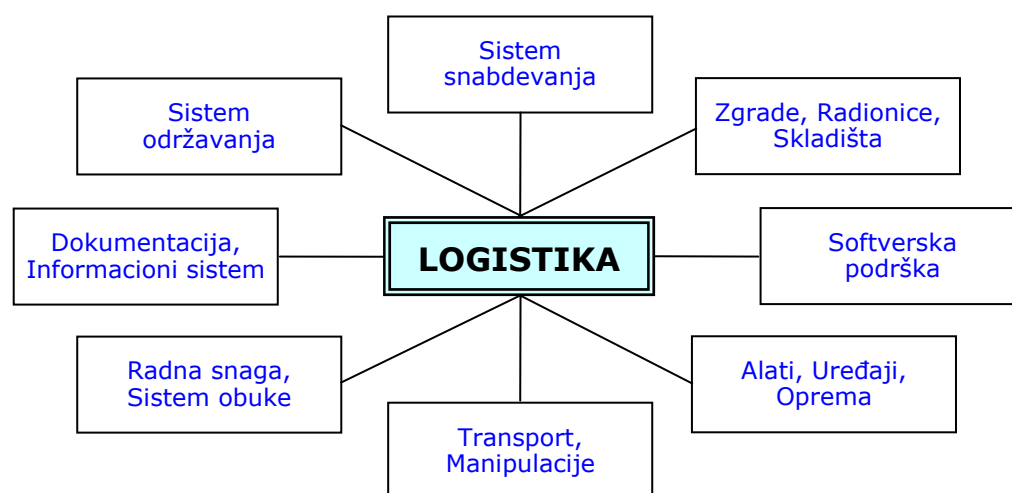 Sistem
snabdevanja
Sistem
održavanja
Zgrade, Radionice,
Skladišta
Dokumentacija,
Informacioni sistem
LOGISTIKA
Softverska
podrška
Radna snaga,
Sistem obuke
Alati, Uređaji,
Oprema
Transport,
Manipulacije